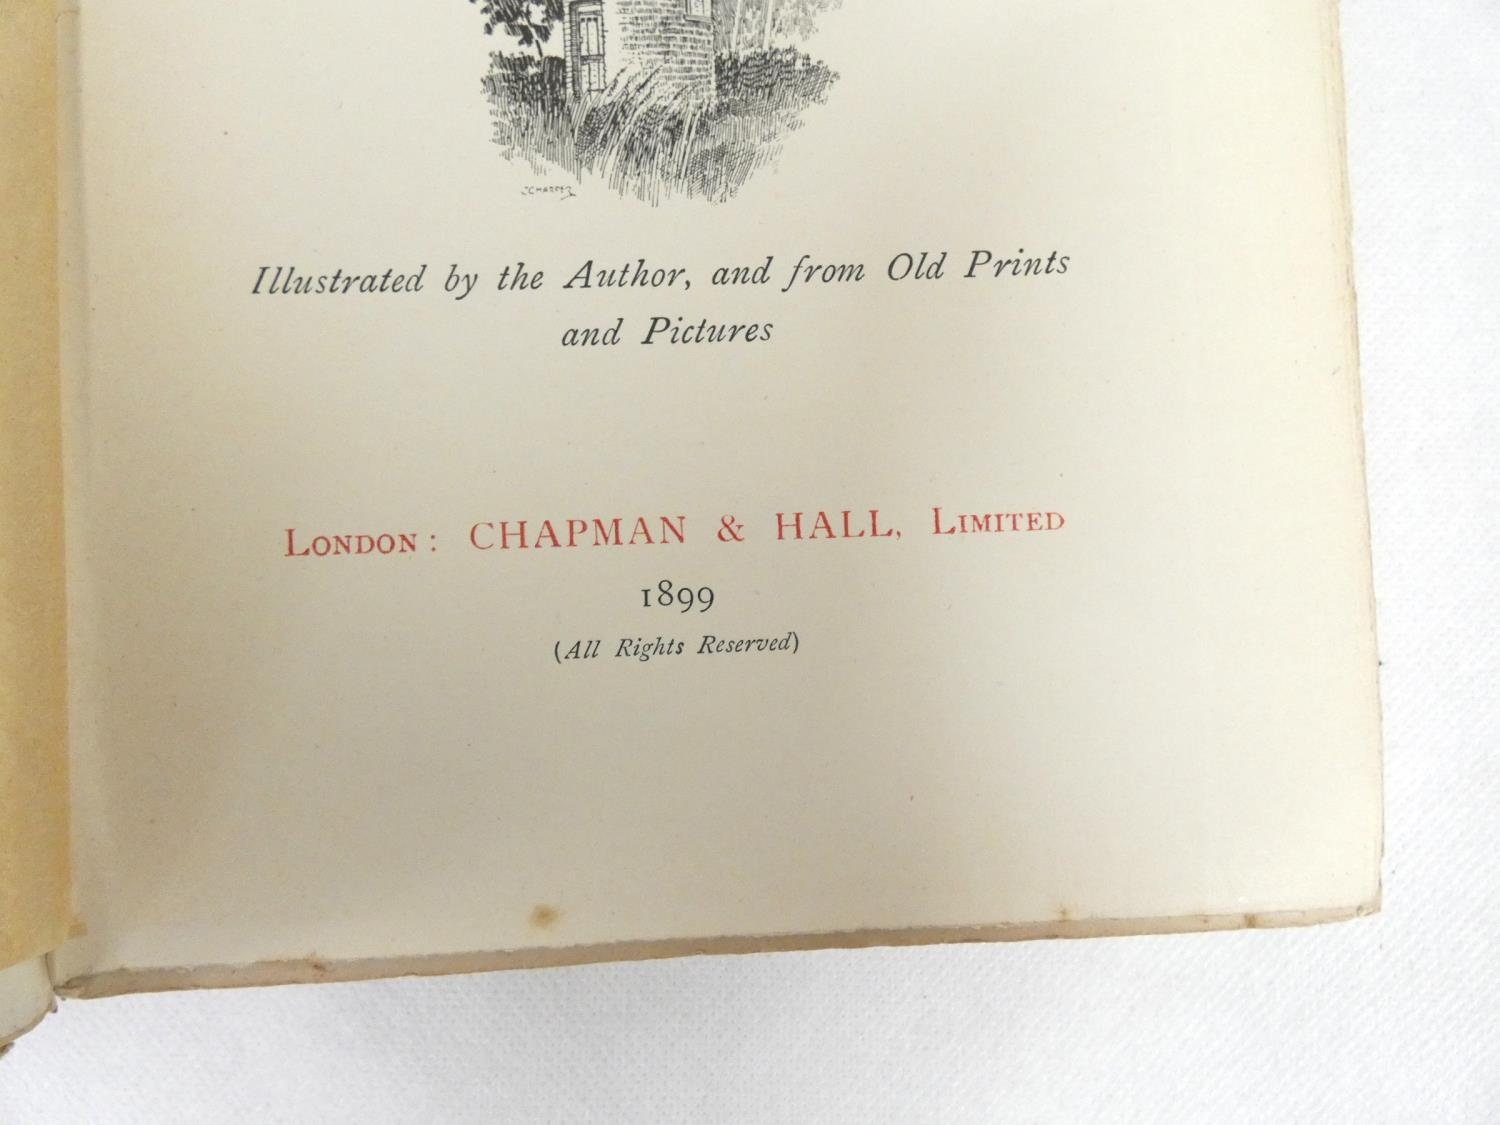 Illustrated by the Author, and from Old Prints
and Pictures
London: CHAPMAN & HALL, Limited
1899
(All Rights Reserved)